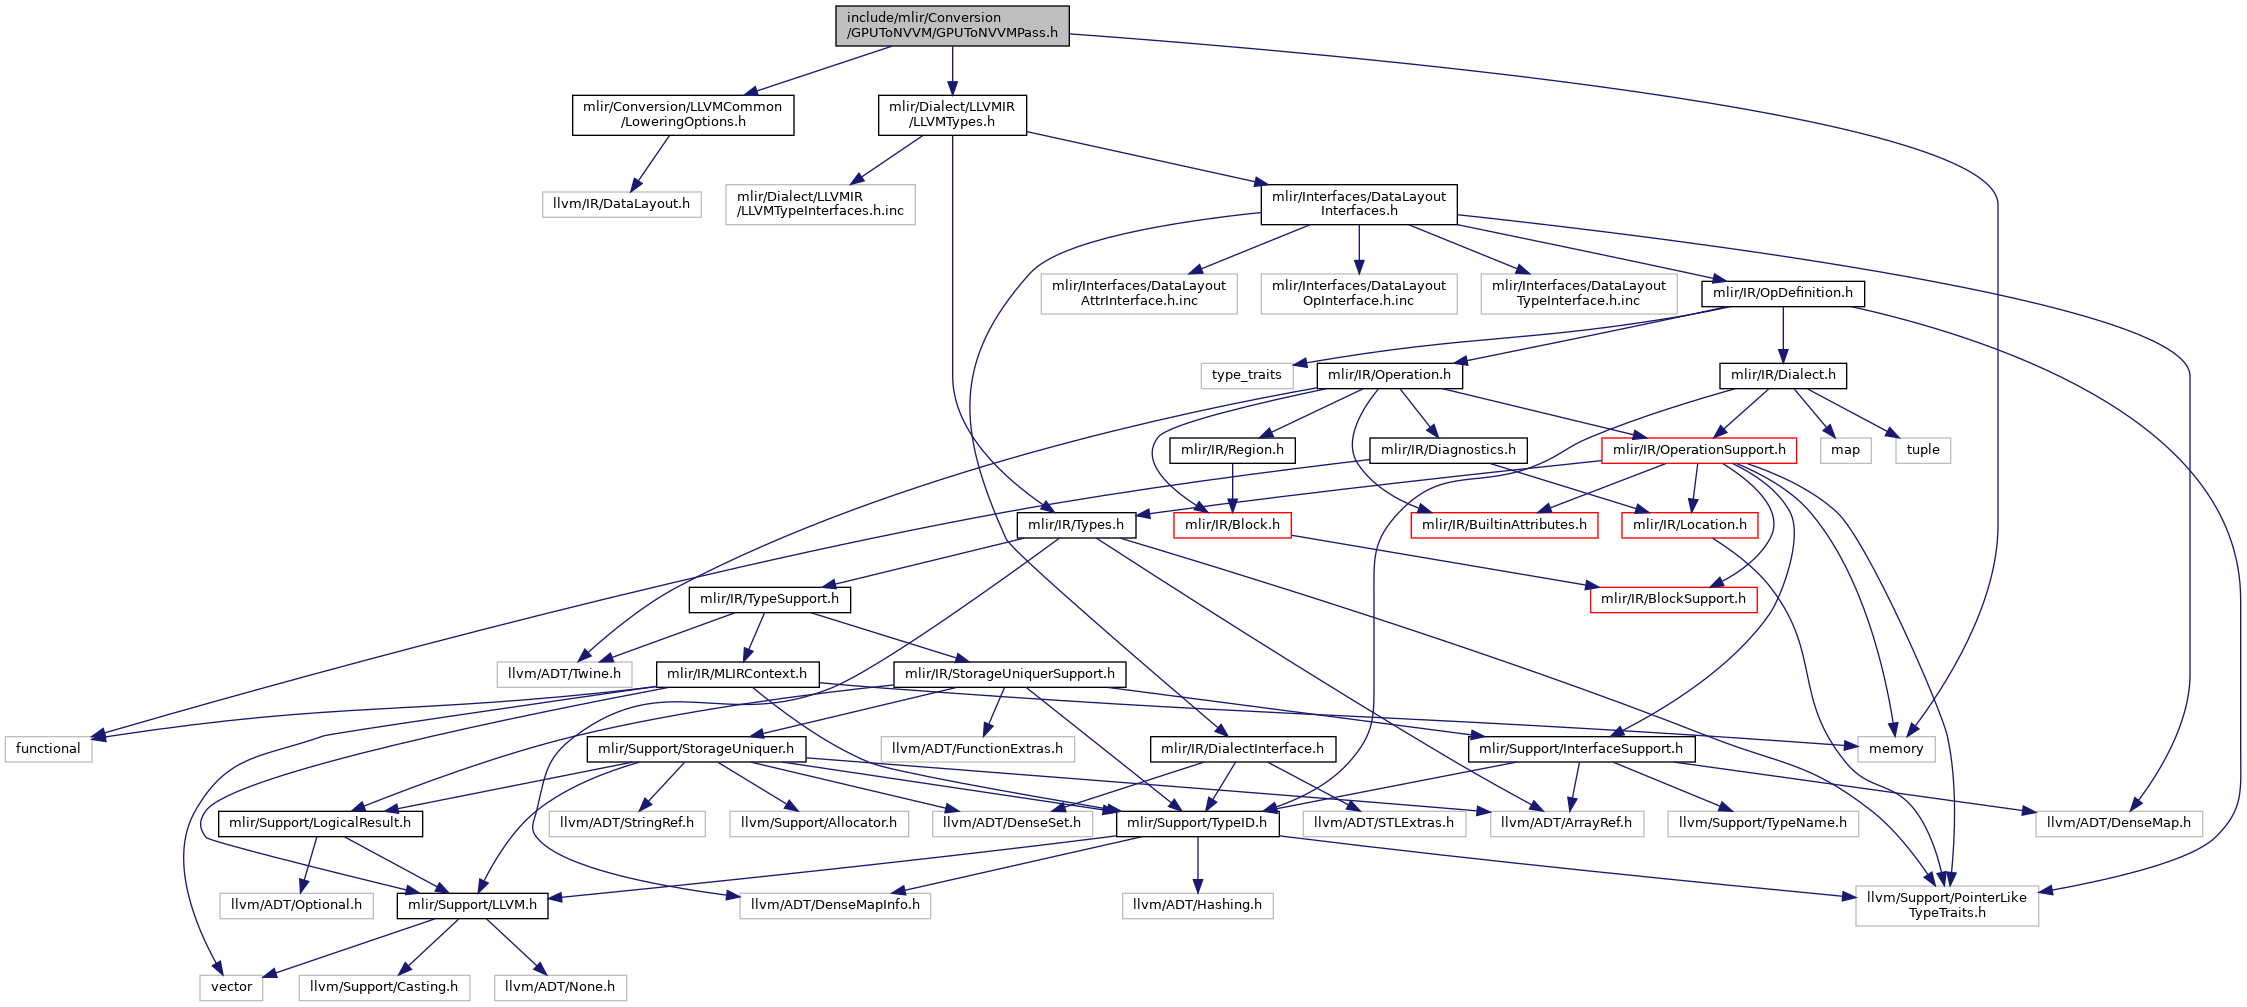 include/mlir/Conversion
/GPUToNVVM/GPUToNVVMPass.h
mlir/Conversion/LLVMCommon
/LoweringOptions.h
mlir/Dialect/LLVMIR
/LLVMTypes.h
llvm/IR/DataLayout.h
mlir/Dialect/LLVMIR
/LLVMTypeInterfaces.h.inc
mlir/Interfaces/DataLayout
Interfaces.h
mlir/Interfaces/DataLayout
AttrInterface.h.inc
mlir/Interfaces/DataLayout
OpInterface.h.inc
mlir/Interfaces/DataLayout
TypeInterface.h.inc
mlir/IR/OpDefinition.h
type_traits
mlir/IR/Operation.h
mlir/IR/Dialect.h
mlir/IR/Region.h
mlir/IR/Diagnostics.h
mlir/IR/OperationSupport.h
map
tuple
mlir/IR/Types.h
mlir/IR/Block.h
mlir/IR/BuiltinAttributes.h
mlir/IR/Location.h
mlir/IR/TypeSupport.h
mlir/IR/BlockSupport.h
llvm/ADT/Twine.h
mlir/IR/MLIRContext.h
mlir/IR/StorageUniquerSupport.h
functional
mlir/Support/StorageUniquer.h
llvm/ADT/FunctionExtras.h
mlir/IR/DialectInterface.h
mlir/Support/InterfaceSupport.h
memory
mlir/Support/LogicalResult.h
llvm/ADT/StringRef.h
llvm/Support/Allocator.h
llvm/ADT/DenseSet.h
mlir/Support/TypeID.h
llvm/ADT/STLExtras.h
llvm/ADT/ArrayRef.h
llvm/Support/TypeName.h
llvm/ADT/DenseMap.h
llvm/ADT/Optional.h
mlir/Support/LLVM.h
llvm/ADT/DenseMapInfo.h
llvm/ADT/Hashing.h
llvm/Support/PointerLike
TypeTraits.h
vector
llvm/Support/Casting.h
llvm/ADT/None.h